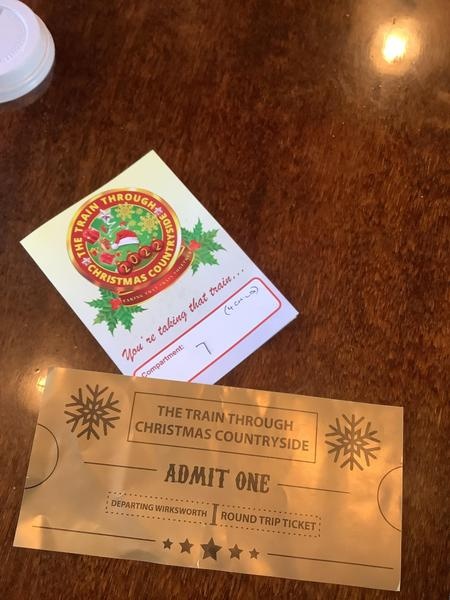 THE TRAIN THROUGH
CHRISTMAS COUNTRYSIDE
2022
You're taking that train...
Compartment:
7
THE TRAIN THROUGH
CHRISTMAS COUNTRYSIDE
ADMIT ONE
DEPARTING WIRKSWORTH
ROUND TRIP TICKET